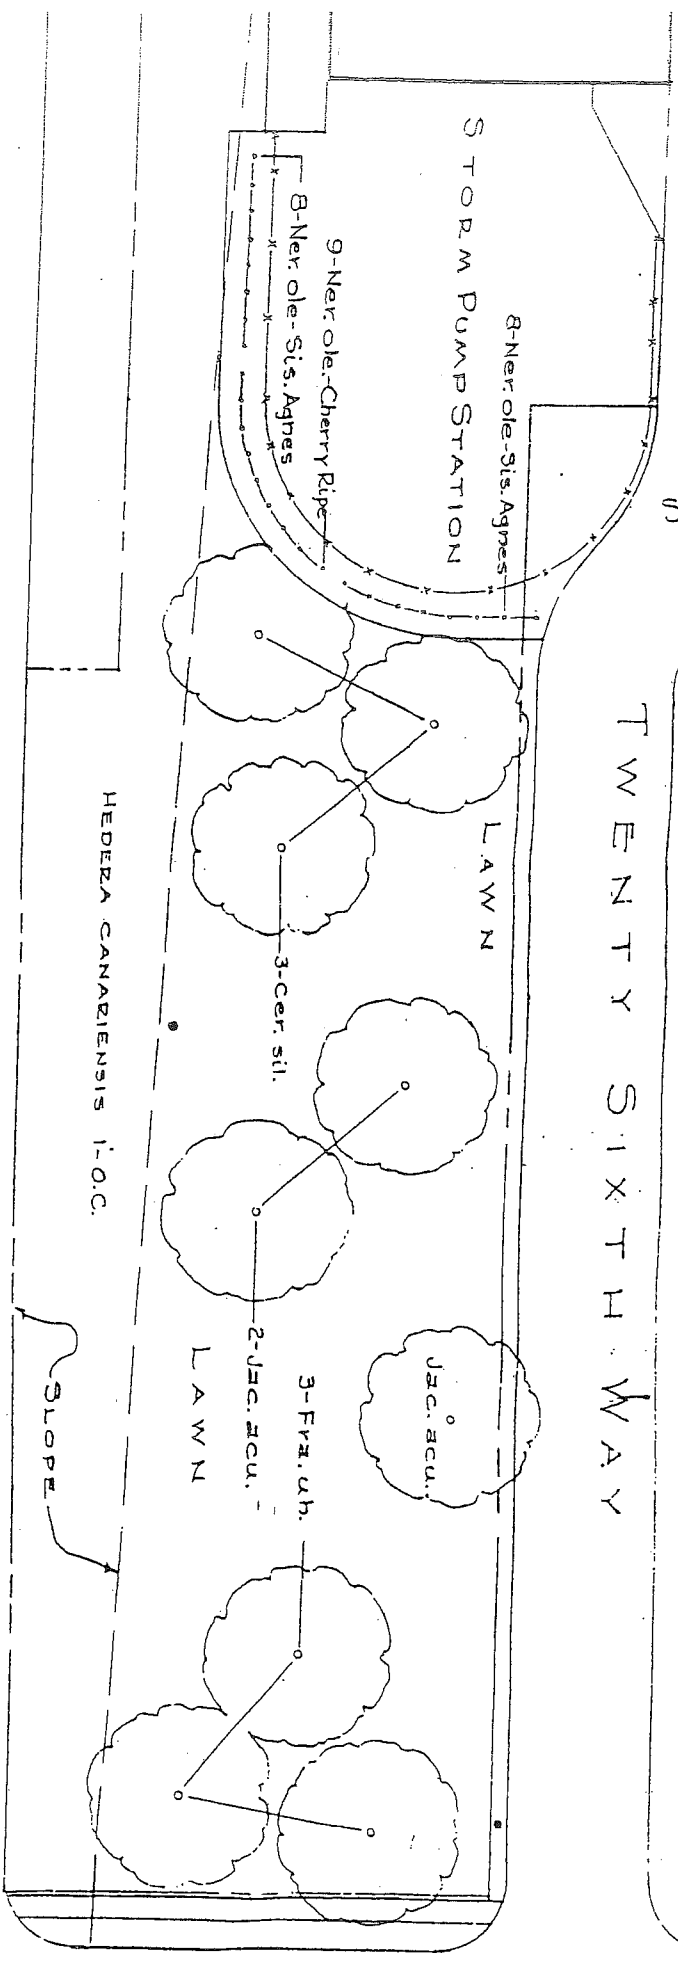 STORM PUMP STATION
8-Ner. ole-Sis. Agnes
9-Ner. ole.-Cherry Ripe
8-Ner. ole-Sis. Agnes
TWENTY SIXTH WAY
LAWN
3-Cer. sil.
HEDERA CANARIENSIS 1'-O.C.
Jac. acu.
2-Jac. acu.
3-Fra. uh.
LAWN
SLOPE